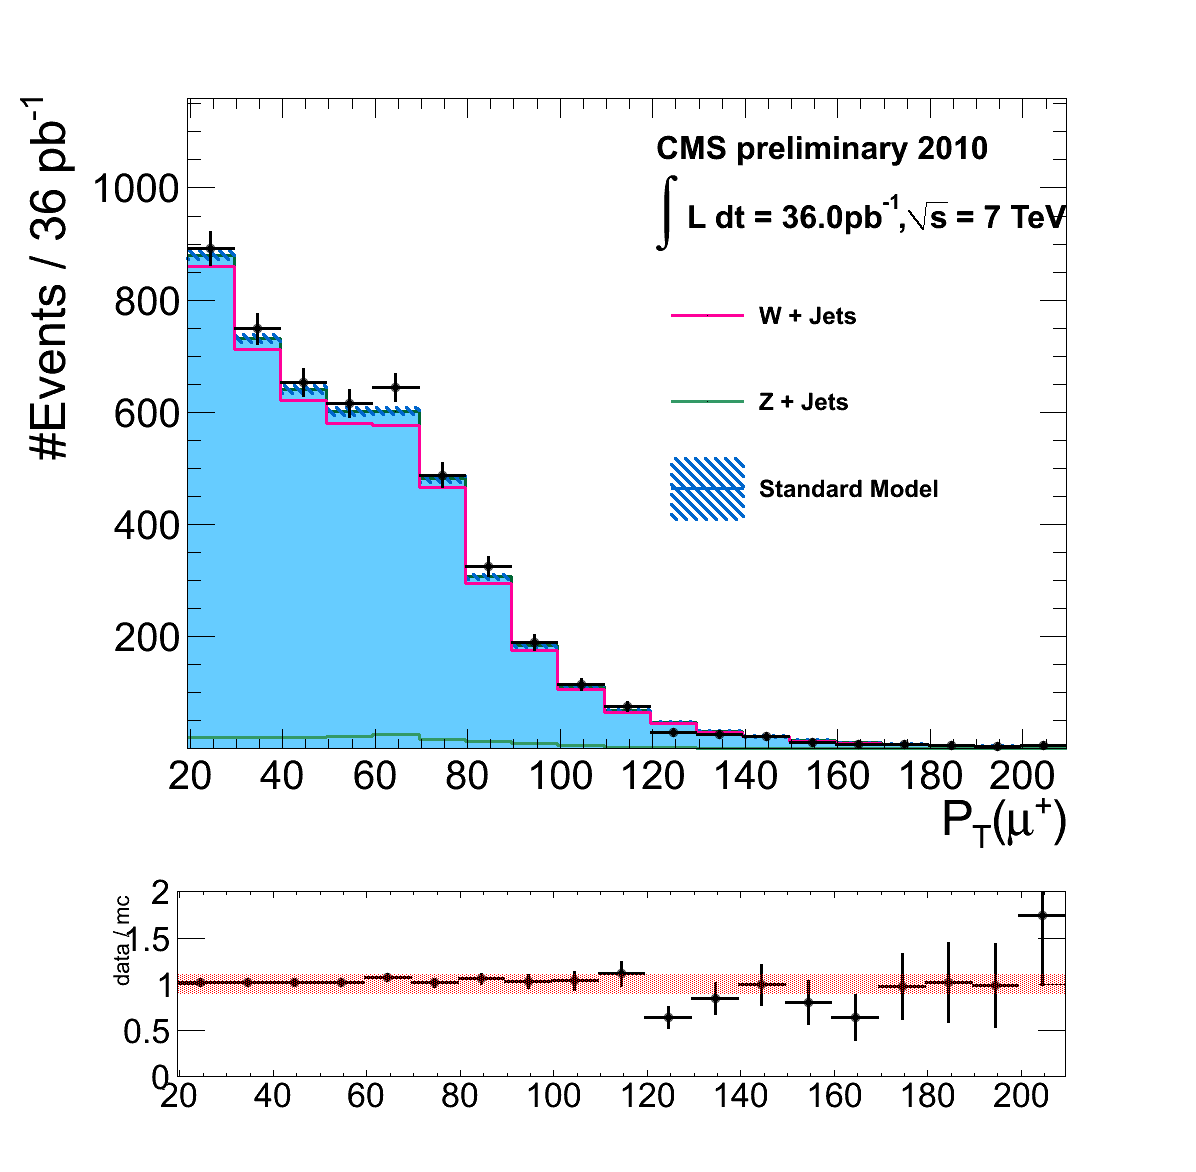 #Events / 36 pb-1
CMS preliminary 2010
∫ L dt = 36.0pb-1,√s = 7 TeV
W + Jets
Z + Jets
Standard Model
1000
800
600
400
200
20 40 60 80 100 120 140 160 180 200
PT(μ+)
data / mc
2
1.5
1
0.5
0
20 40 60 80 100 120 140 160 180 200